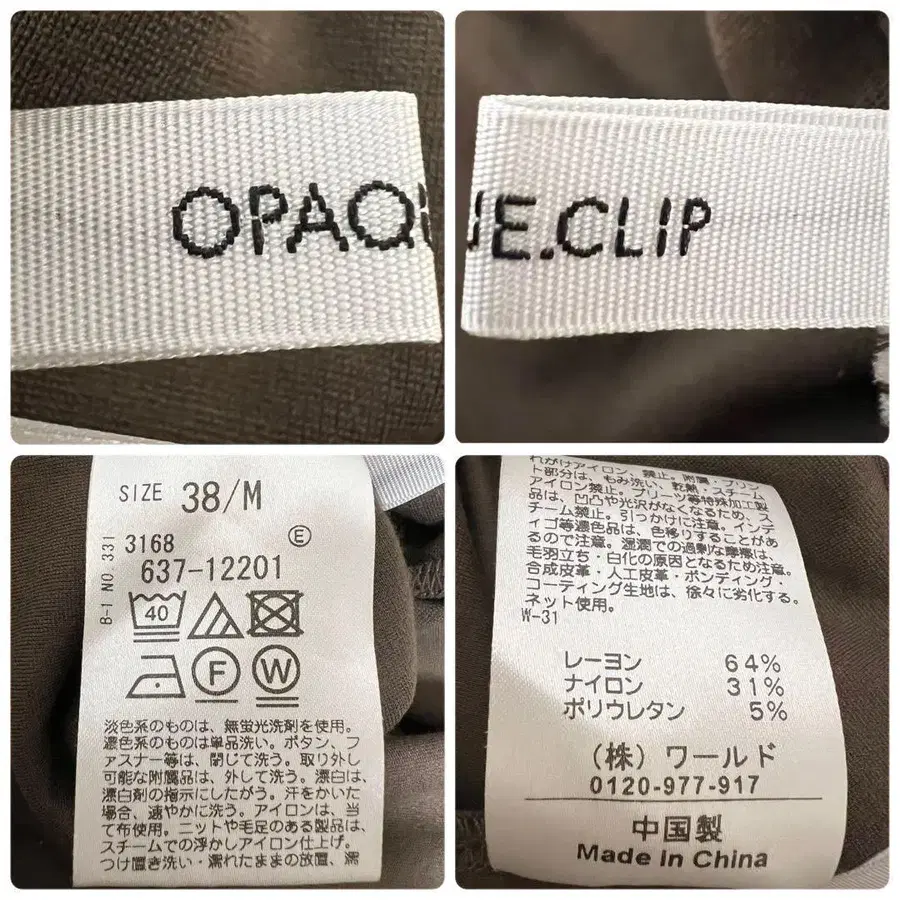 OPAQUE.CLIP
SIZE 38/M
Ⓔ
3168
637-12201
B-1 NO.331
40
F W
淡色系のものは、無蛍光洗剤を使用。
濃色系のものは単品洗い。ボタン、フ
ァスナー等は、閉じて洗う。取り外し
可能な附属品は、外して洗う。漂白は、
漂白剤の指示にしたがう。汗をかいた
場合、速やかに洗う。アイロンは、当
て布使用。ニットや毛足のある製品は、
スチームでの浮かしアイロン仕上げ。
つけ置き洗い・濡れたままの放置、濡
れがけアイロン、禁止。附属・プリン
ト部分は、もみ洗い、乾熱・スチーム
アイロン禁止。プリーツ等特殊加工製
品は、凹凸や光沢がなくなるため、ス
チーム禁止。引っかけに注意。インデ
ィゴ等濃色品は、色移りすることがあ
るので注意。湿潤での過剰な摩擦は、
毛羽立ち・白化の原因となるため注意。
合成皮革・人工皮革・ボンディング・
コーティング生地は、徐々に劣化する。
ネット使用。
W-31
レーヨン 64%
ナイロン 31%
ポリウレタン 5%
（株）ワールド
0120-977-917
中国製
Made in China